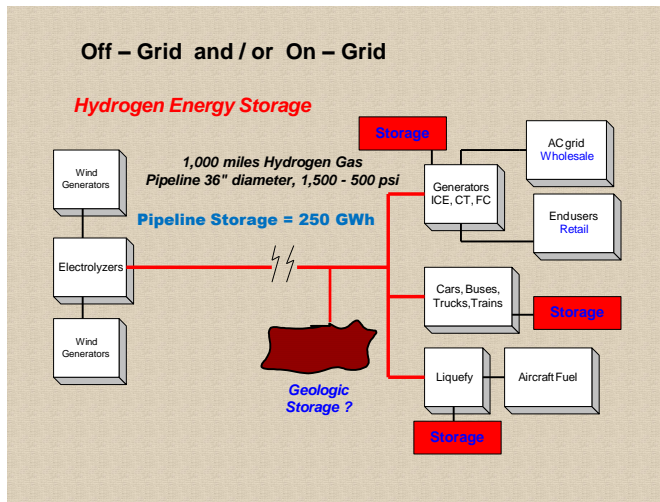 Off – Grid and / or On – Grid
Hydrogen Energy Storage
1,000 miles Hydrogen Gas
Pipeline 36" diameter, 1,500 - 500 psi
Pipeline Storage = 250 GWh
Wind
Generators
Electrolyzers
Wind
Generators
Geologic
Storage ?
Storage
Generators
ICE, CT, FC
AC grid
Wholesale
End users
Retail
Cars, Buses,
Trucks,Trains
Storage
Liquefy
Aircraft Fuel
Storage